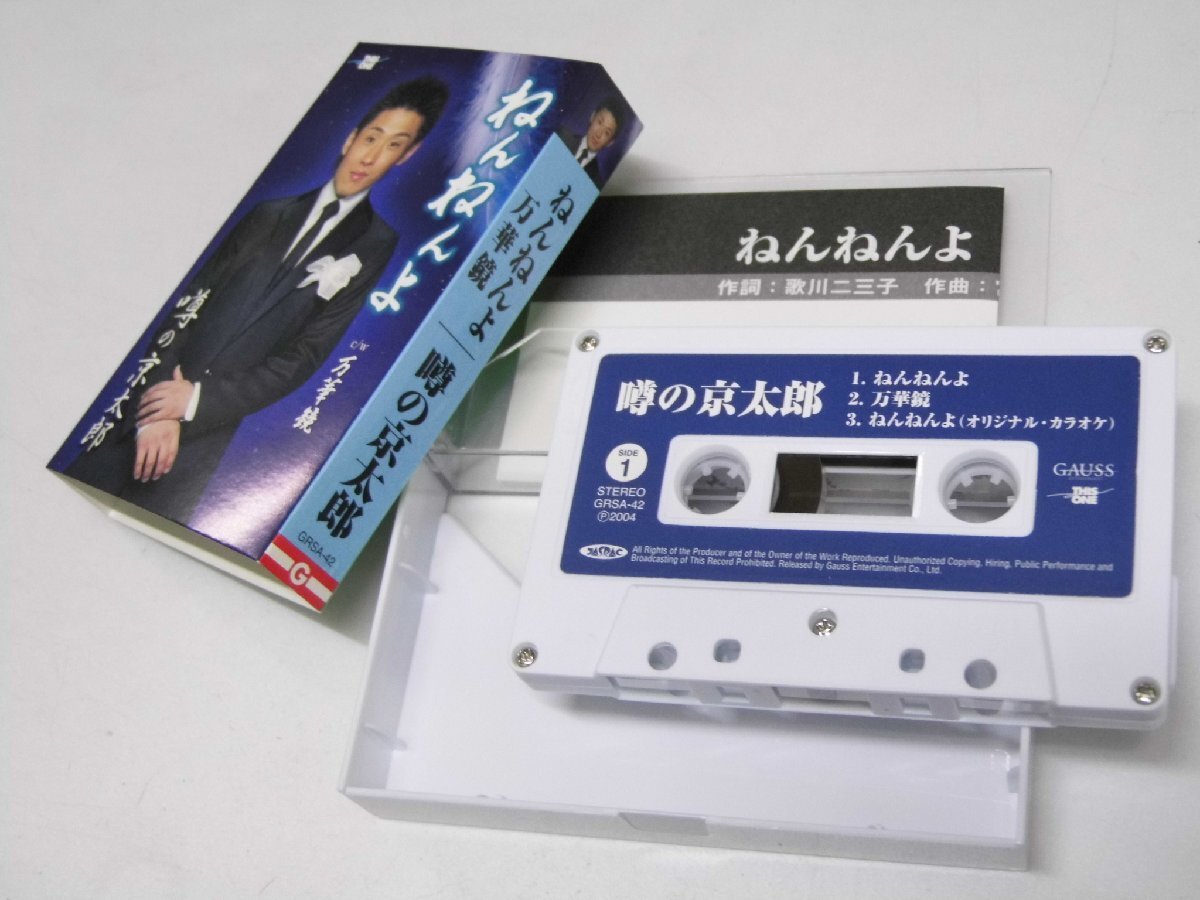 ねんねんよ
c/w 万華鏡
噂の京太郎
ねんねんよ
万華鏡
噂の京太郎
GRSA-42
G
ねんねんよ
作詞：歌川二三子 作曲：
噂の京太郎
1. ねんねんよ
2. 万華鏡
3. ねんねんよ(オリジナル・カラオケ)
SIDE
1
STEREO
GRSA-42
Ⓟ2004
GAUSS
THIS ONE
JASRAC
All Rights of the Producer and of the Owner of the Work Reproduced. Unauthorized Copying, Hiring, Public Performance and
Broadcasting of This Record Prohibited. Released by Gauss Entertainment Co., Ltd.